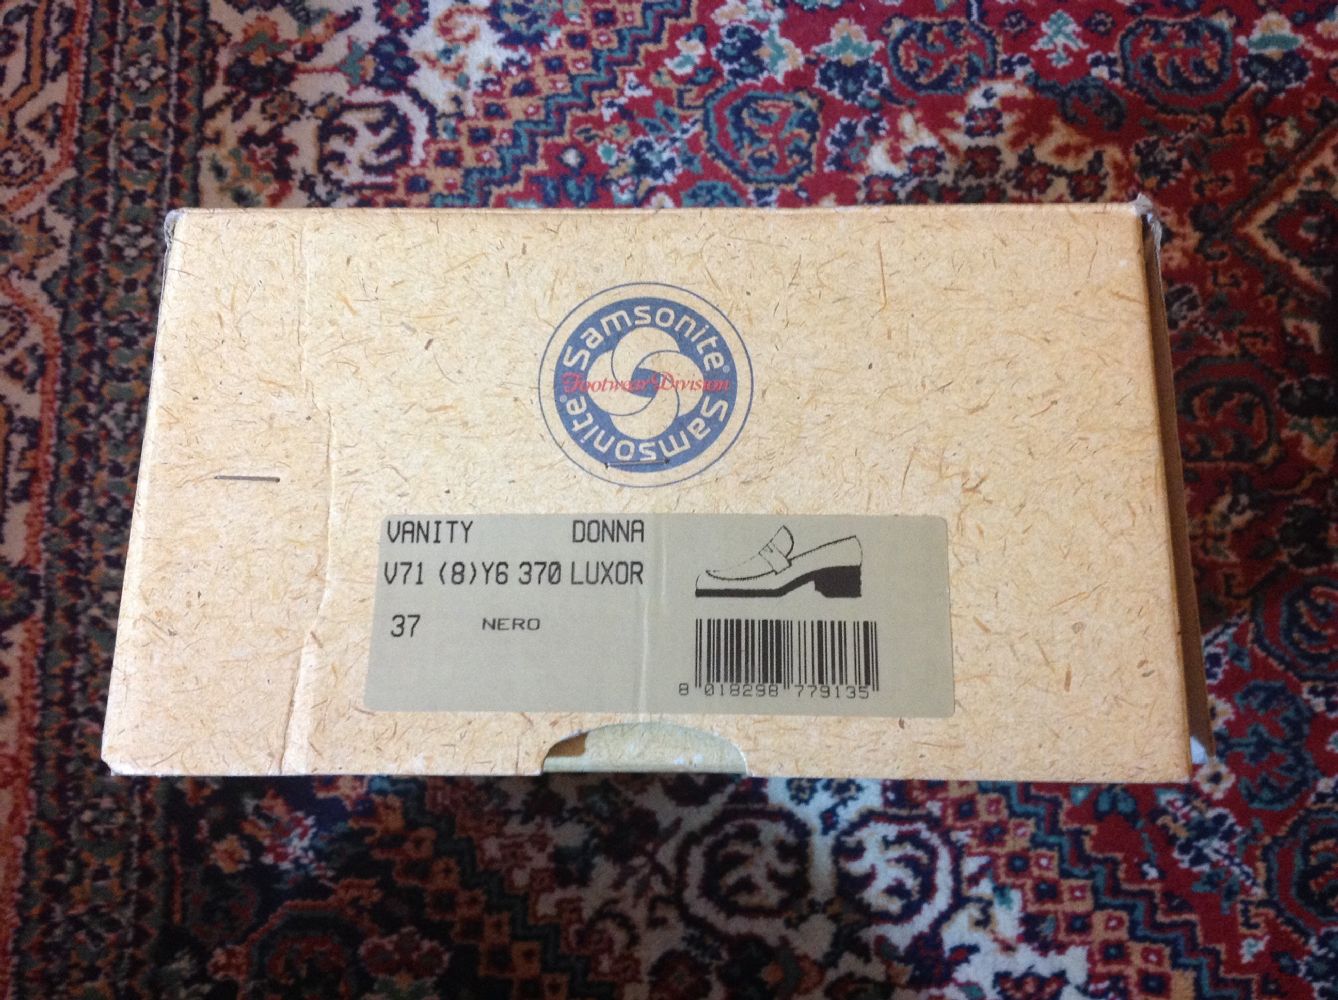 Samsonite®
Footwear Division
Samsonite®
VANITY DONNA
V71 (8)Y6 370 LUXOR
37 NERO
8 018298 779135